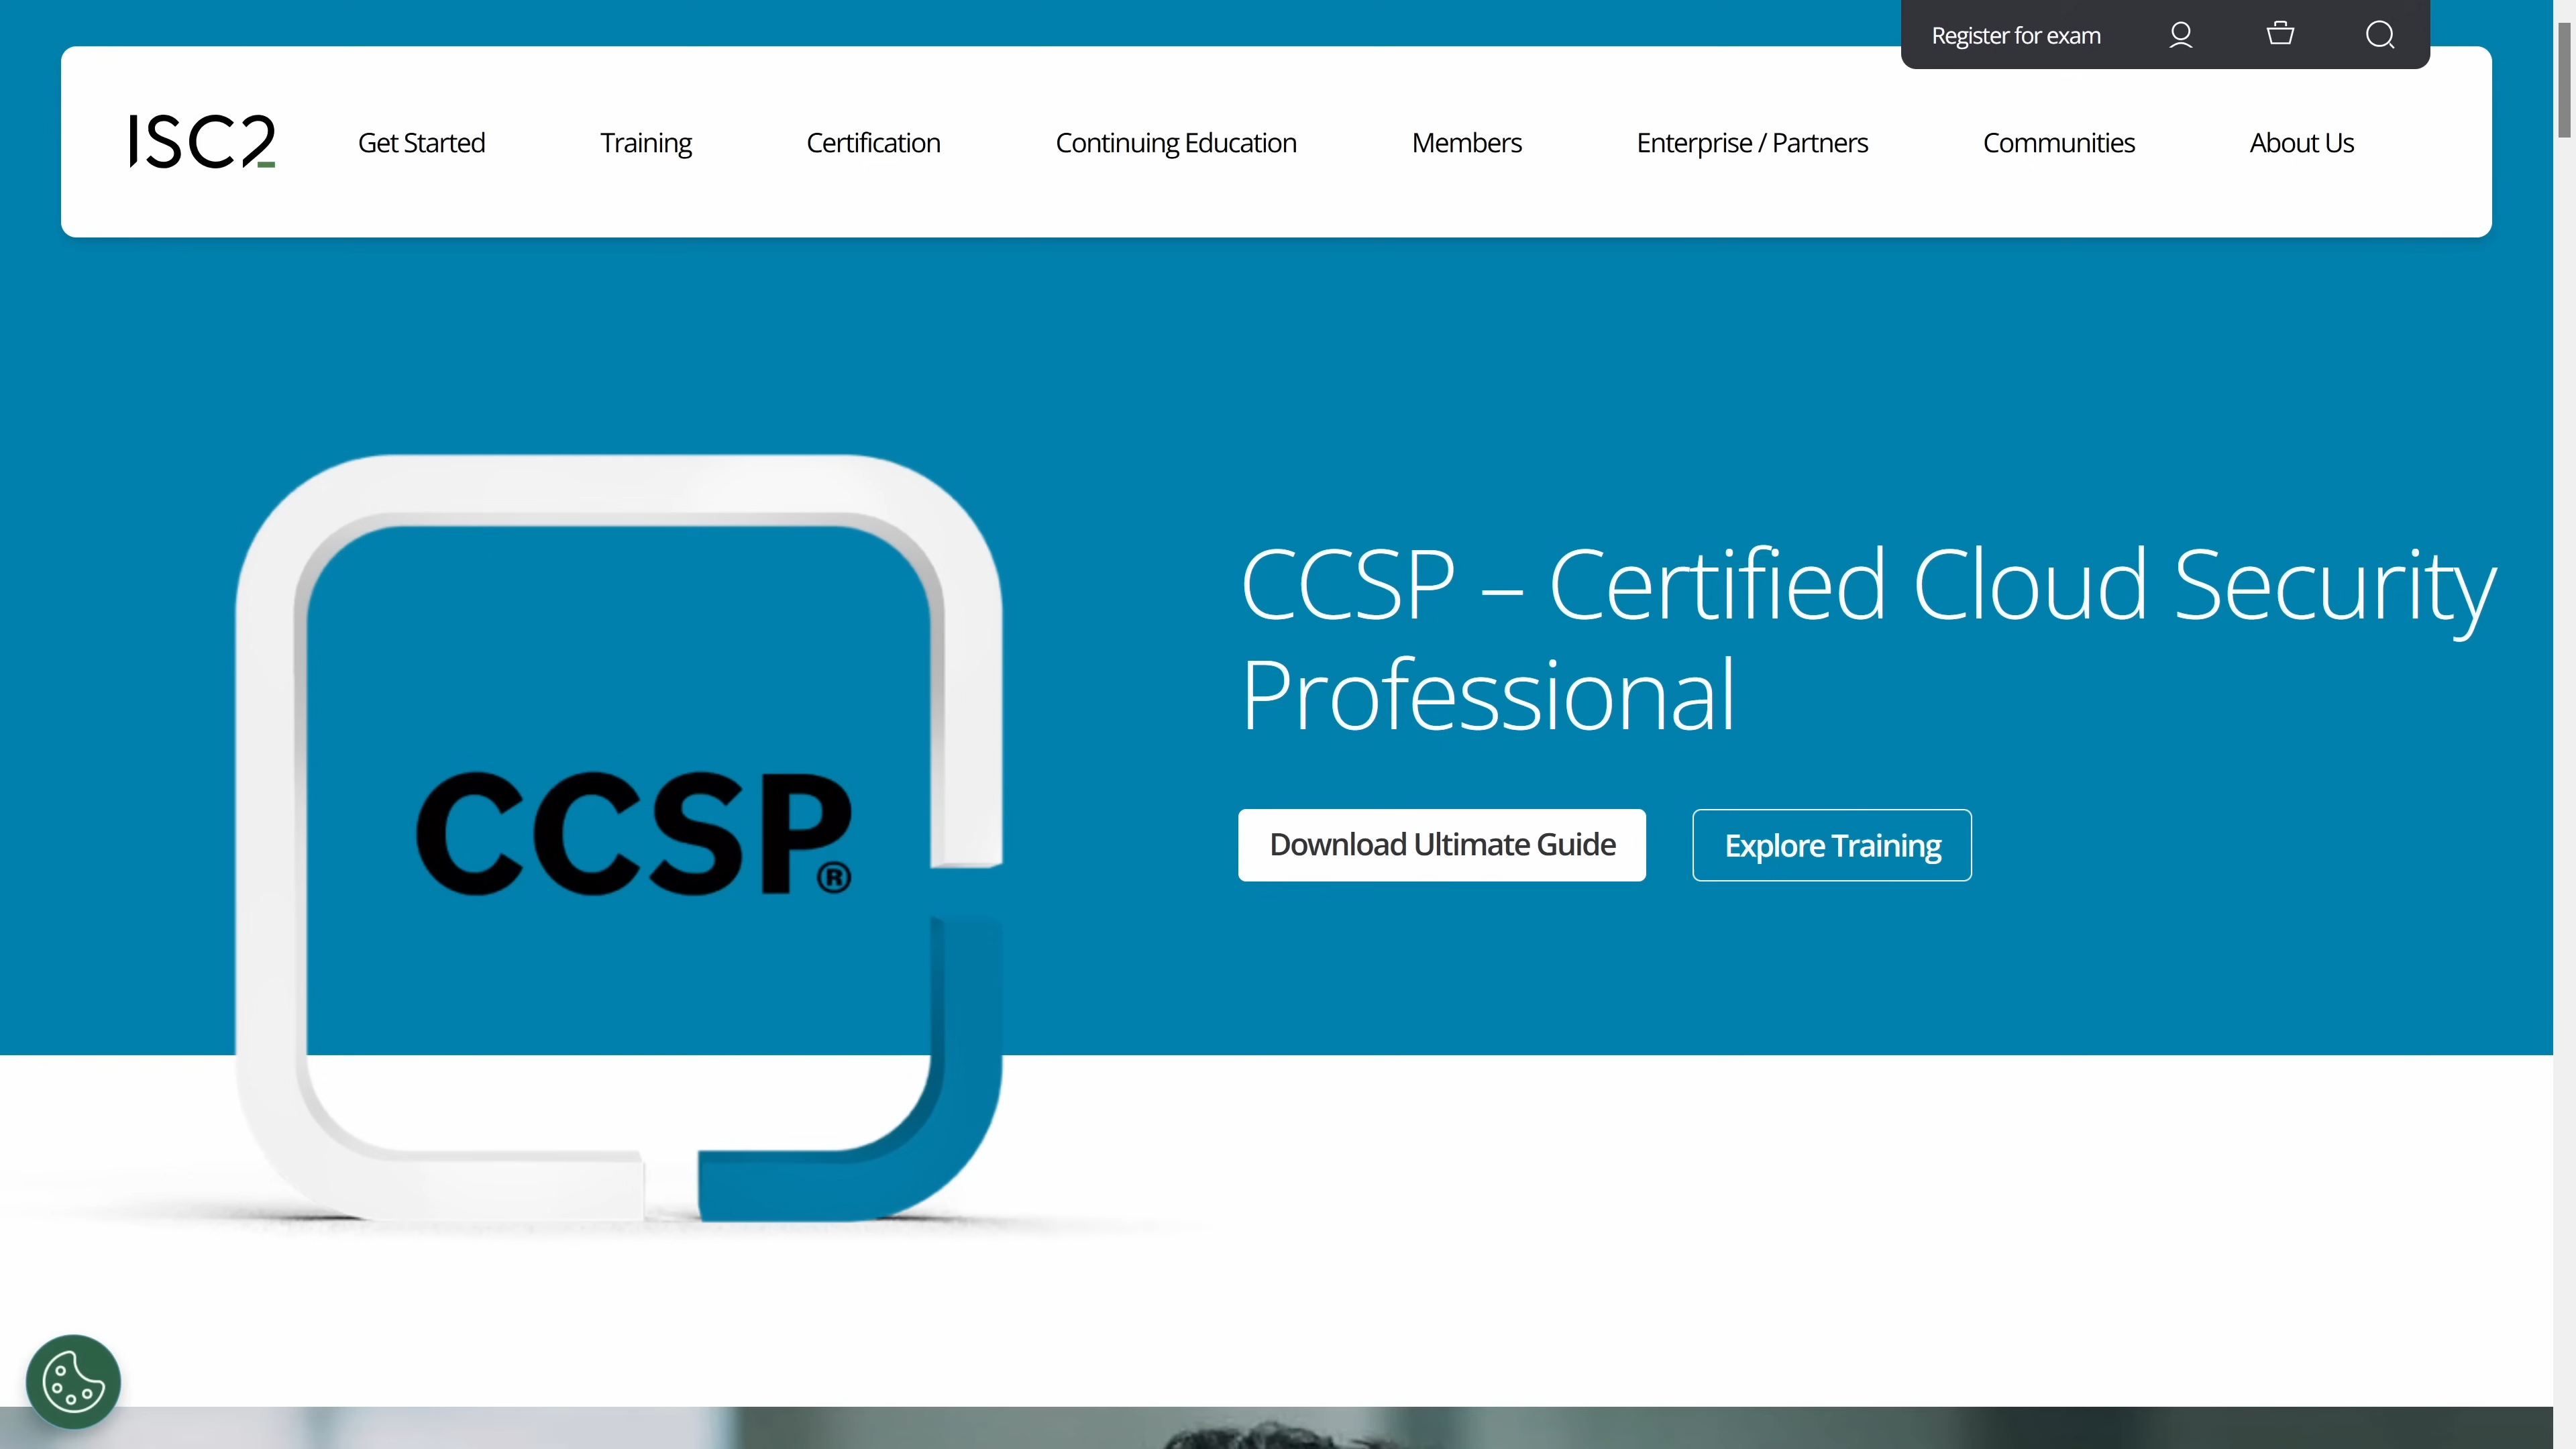 Register for exam
ISC2
Get Started
Training
Certification
Continuing Education
Members
Enterprise / Partners
Communities
About Us
CCSP®
CCSP – Certified Cloud Security
Professional
Download Ultimate Guide
Explore Training